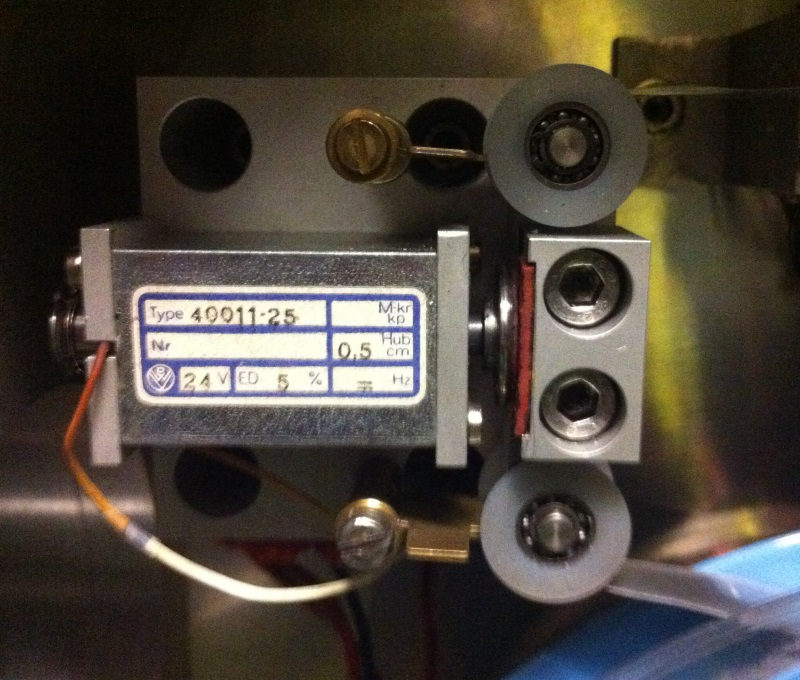 Type 40011-25 M-kr kp
Nr 0,5 Hub cm
24 V ED 5 % = Hz